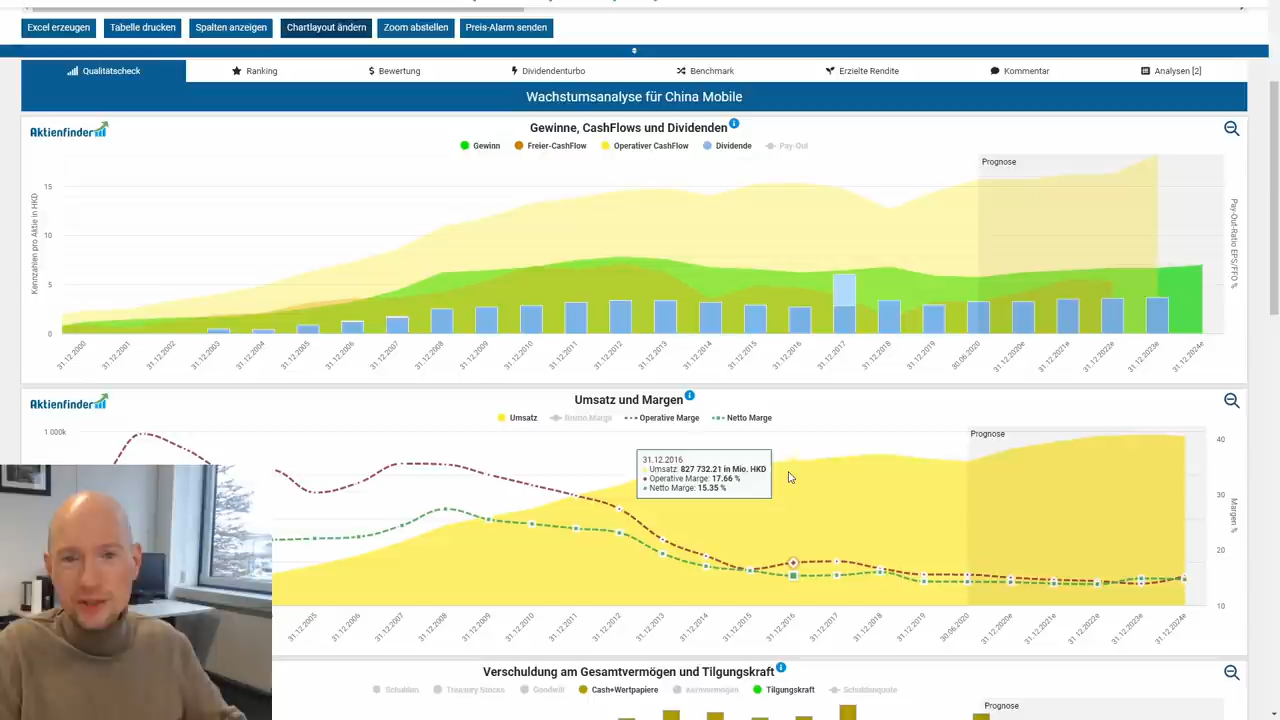 Excel erzeugen Tabelle drucken Spalten anzeigen Chartlayout ändern Zoom abstellen Preis-Alarm senden
Qualitätscheck Ranking Bewertung Dividendenturbo Benchmark Erzielte Rendite Kommentar Analysen [2]
Wachstumsanalyse für China Mobile
Aktienfinder
Gewinne, CashFlows und Dividenden
Gewinn Freier-CashFlow Operativer CashFlow Dividende Pay-Out
Prognose
Kennzahlen pro Aktie in HKD
15
10
5
0
Pay-Out-Ratio EPS/FFO %
31.12.2000 31.12.2001 31.12.2002 31.12.2003 31.12.2004 31.12.2005 31.12.2006 31.12.2007 31.12.2008 31.12.2009 31.12.2010 31.12.2011 31.12.2012 31.12.2013 31.12.2014 31.12.2015 31.12.2016 31.12.2017 31.12.2018 31.12.2019 30.06.2020 31.12.2020e 31.12.2021e 31.12.2022e 31.12.2023e 31.12.2024e
Aktienfinder
Umsatz und Margen
Umsatz Brutto Marge Operative Marge Netto Marge
1 000k
Prognose
40
30
20
10
Margen %
31.12.2016
Umsatz: 827 732.21 in Mio. HKD
Operative Marge: 17.66 %
Netto Marge: 15.35 %
31.12.2005 31.12.2006 31.12.2007 31.12.2008 31.12.2009 31.12.2010 31.12.2011 31.12.2012 31.12.2013 31.12.2014 31.12.2015 31.12.2016 31.12.2017 31.12.2018 31.12.2019 30.06.2020 31.12.2020e 31.12.2021e 31.12.2022e 31.12.2023e 31.12.2024e
Verschuldung am Gesamtvermögen und Tilgungskraft
Schulden Treasury Stocks Goodwill Cash+Wertpapiere Barvermögen Tilgungskraft Schuldenquote
Prognose